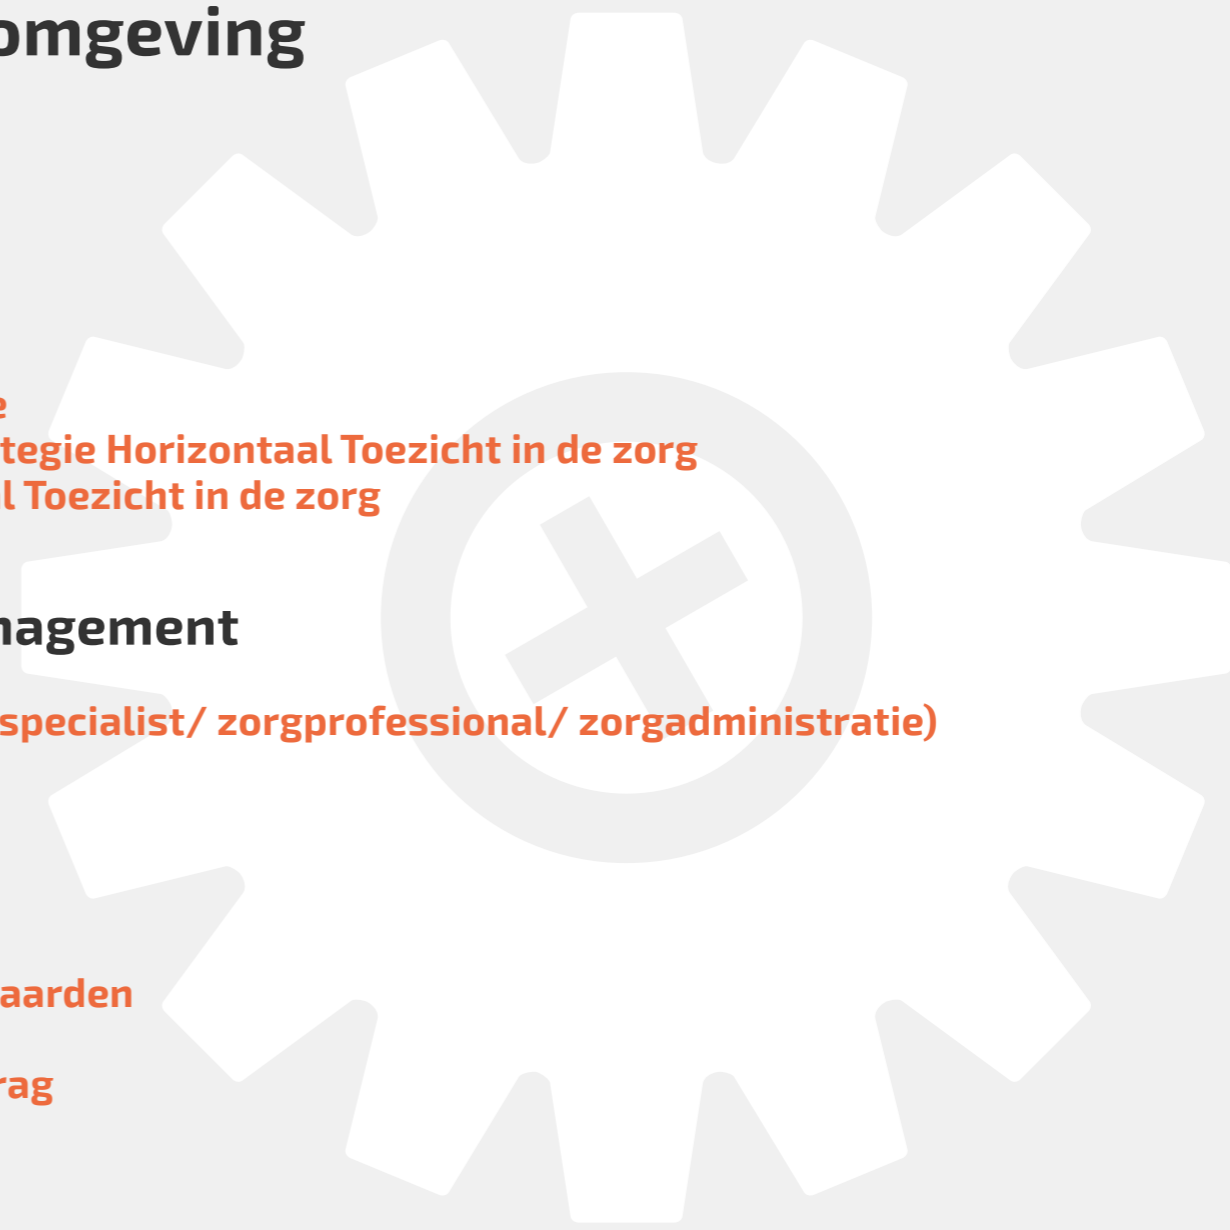 omgeving
e
tegie Horizontaal Toezicht in de zorg
l Toezicht in de zorg
nagement
specialist/ zorgprofessional/ zorgadministratie)
aarden
rag